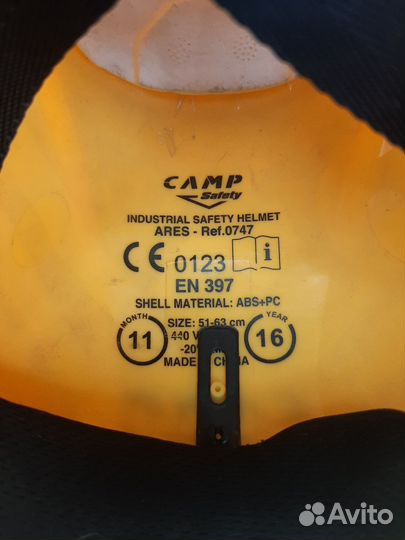 CAMP
Safety
INDUSTRIAL SAFETY HELMET
ARES - Ref.0747
CE 0123 i
EN 397
SHELL MATERIAL: ABS+PC
SIZE: 51-63 cm
MONTH
11
440 V
YEAR
16
-20°
MADE
Avito